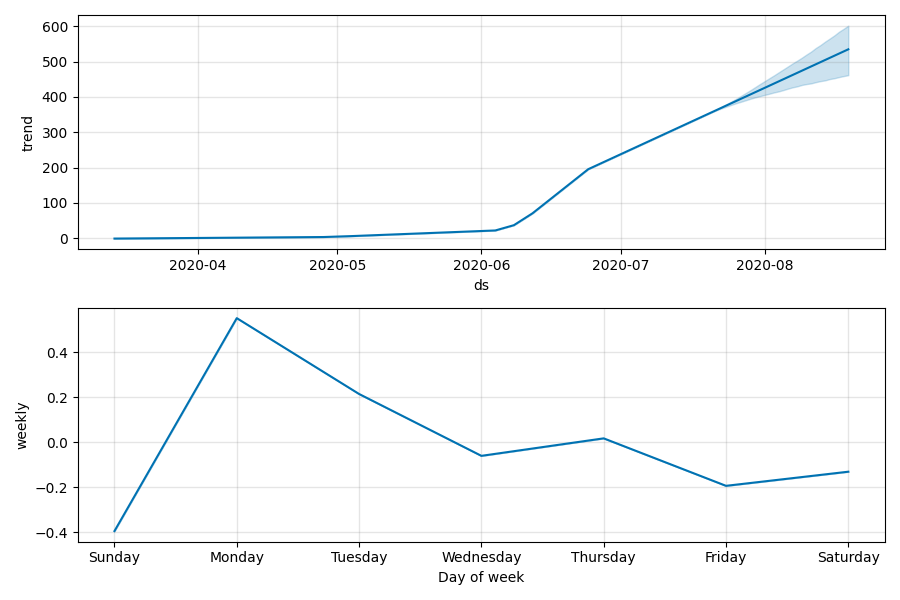 600
500
400
300
200
100
0
trend
2020-04 2020-05 2020-06 2020-07 2020-08
ds
0.4
0.2
0.0
−0.2
−0.4
weekly
Sunday Monday Tuesday Wednesday Thursday Friday Saturday
Day of week